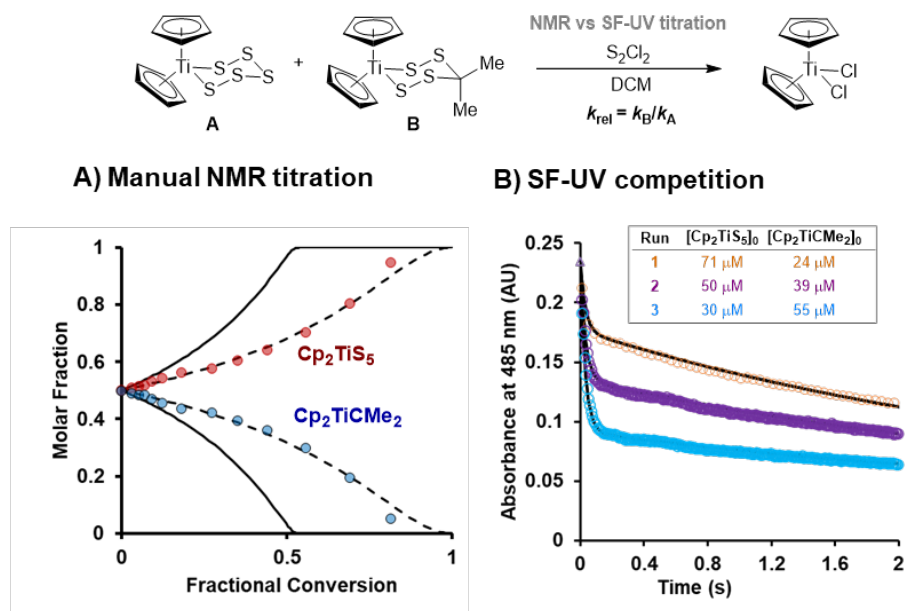 NMR vs SF-UV titration
S₂Cl₂
DCM
k_rel = k_B/k_A
Ti
S
S
S
S
S
A
+
Ti
S
S
S
S
Me
Me
B
Ti
Cl
Cl
A) Manual NMR titration
B) SF-UV competition
Molar Fraction
1
0.8
0.6
0.4
0.2
0
Cp₂TiS₅
Cp₂TiCMe₂
0
0.5
1
Fractional Conversion
Absorbance at 485 nm (AU)
0.25
0.2
0.15
0.1
0.05
0
Run [Cp₂TiS₅]₀ [Cp₂TiCMe₂]₀
1 71 μM 24 μM
2 50 μM 39 μM
3 30 μM 55 μM
0 0.4 0.8 1.2 1.6 2
Time (s)